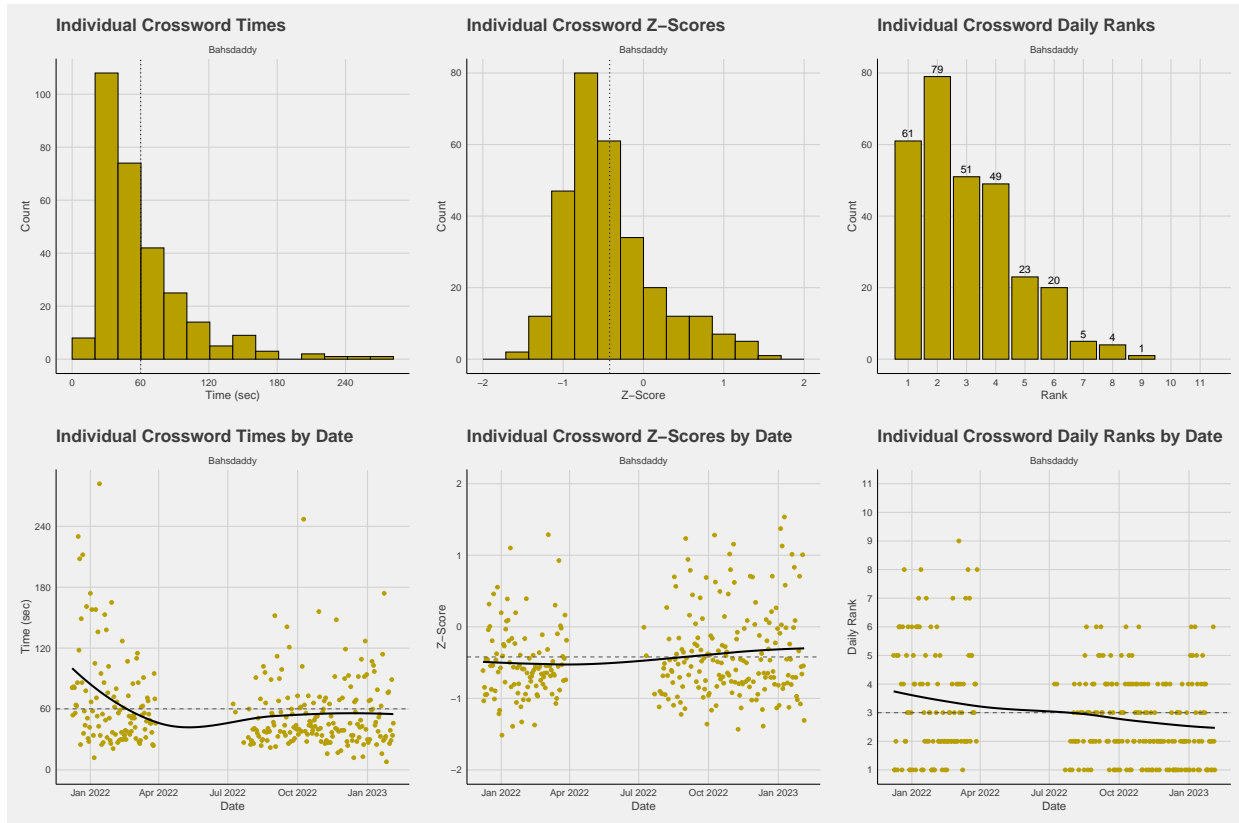 Individual Crossword Times
Bahsdaddy
Count
100
80
60
40
20
0
0 60 120 180 240
Time (sec)
Individual Crossword Z−Scores
Bahsdaddy
Count
80
60
40
20
0
−2 −1 0 1 2
Z−Score
Individual Crossword Daily Ranks
Bahsdaddy
Count
80
60
40
20
0
61 79 51 49 23 20 5 4 1
1 2 3 4 5 6 7 8 9 10 11
Rank
Individual Crossword Times by Date
Bahsdaddy
Time (sec)
240
180
120
60
0
Jan 2022 Apr 2022 Jul 2022 Oct 2022 Jan 2023
Date
Individual Crossword Z−Scores by Date
Bahsdaddy
Z−Score
2
1
0
−1
−2
Jan 2022 Apr 2022 Jul 2022 Oct 2022 Jan 2023
Date
Individual Crossword Daily Ranks by Date
Bahsdaddy
Daily Rank
11
10
9
8
7
6
5
4
3
2
1
Jan 2022 Apr 2022 Jul 2022 Oct 2022 Jan 2023
Date